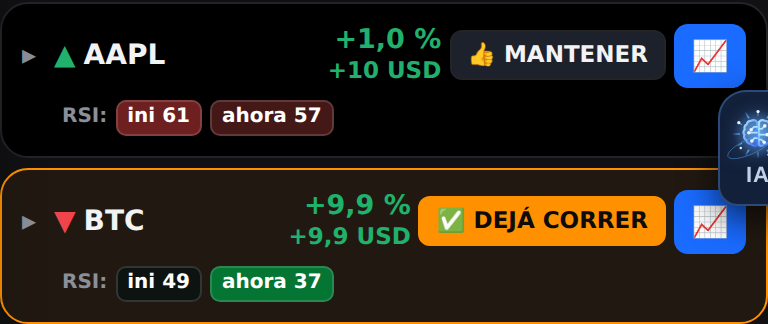 ▶ ▲ AAPL +1,0 % 👍 MANTENER
+10 USD
RSI: ini 61 ahora 57
IA
▶ ▼ BTC +9,9 % ✅ DEJÁ CORRER
+9,9 USD
RSI: ini 49 ahora 37